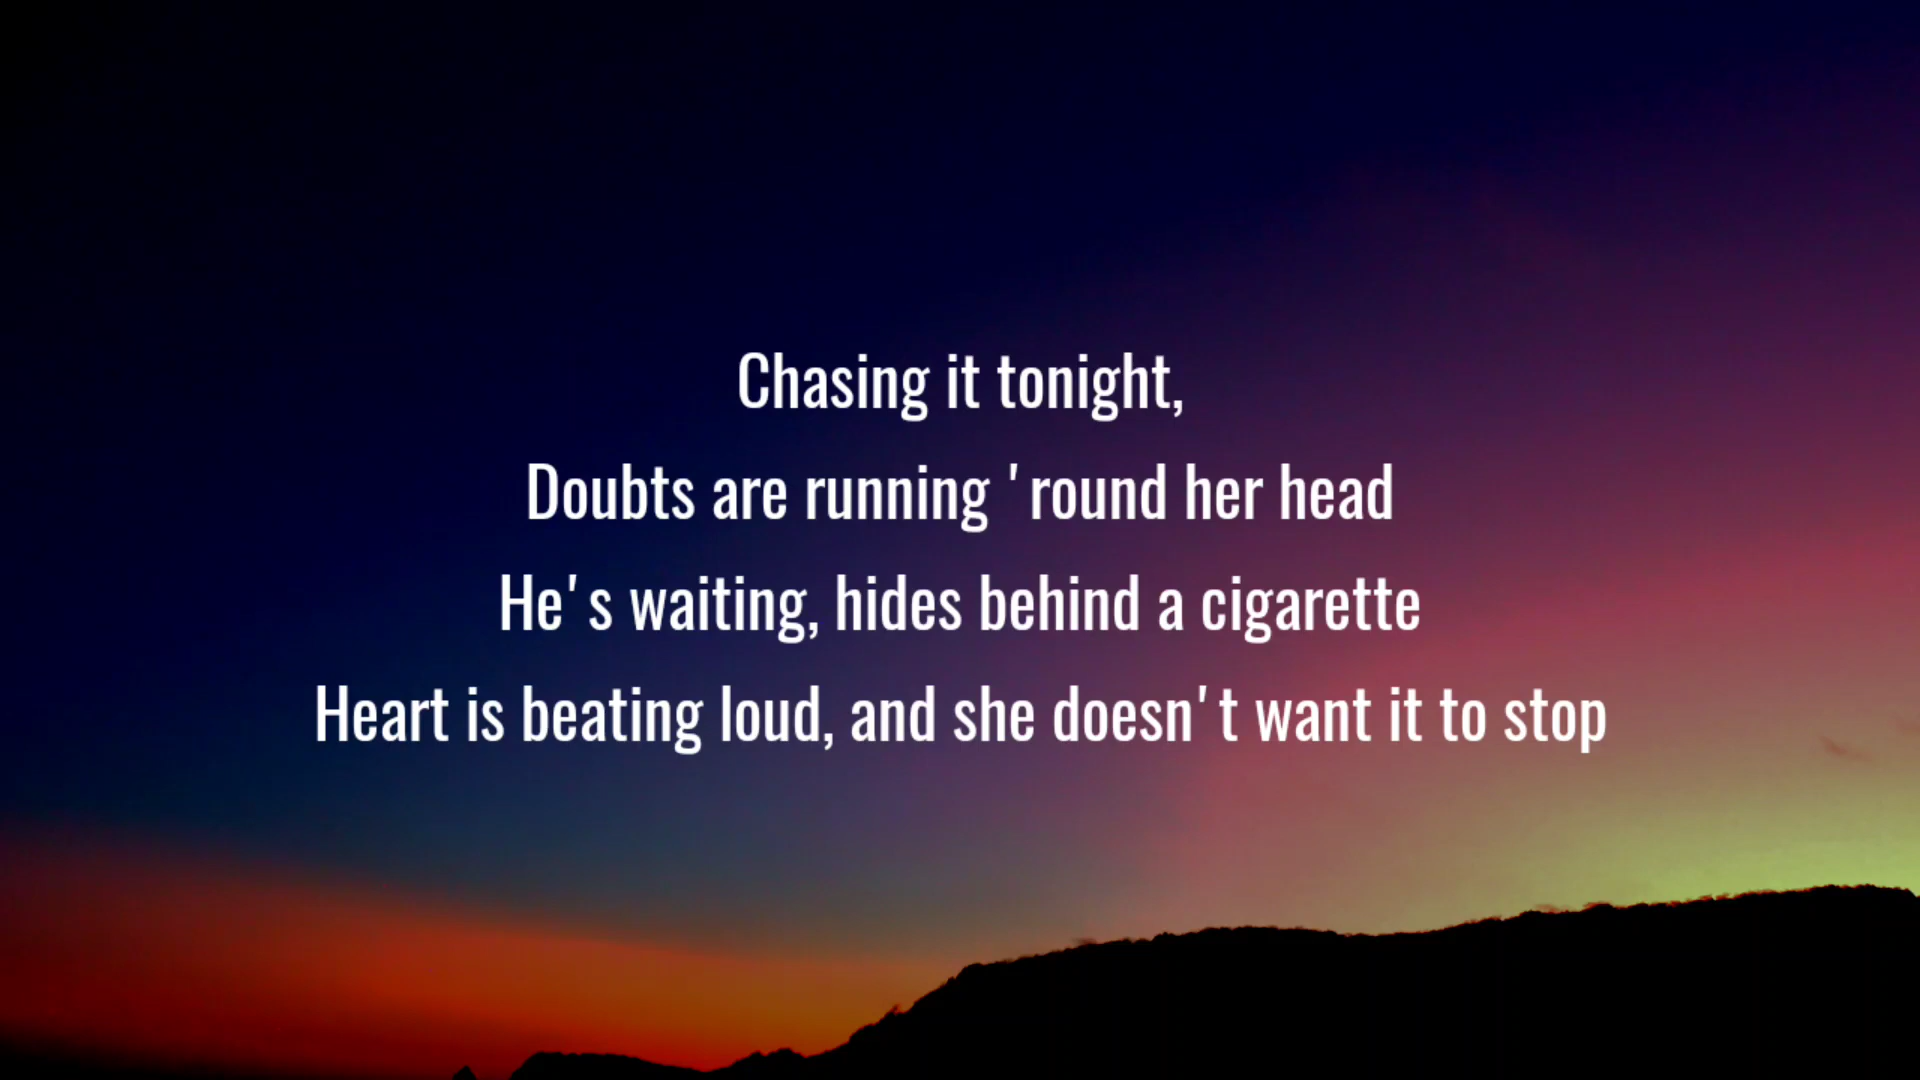 Chasing it tonight,
Doubts are running 'round her head
He's waiting, hides behind a cigarette
Heart is beating loud, and she doesn't want it to stop